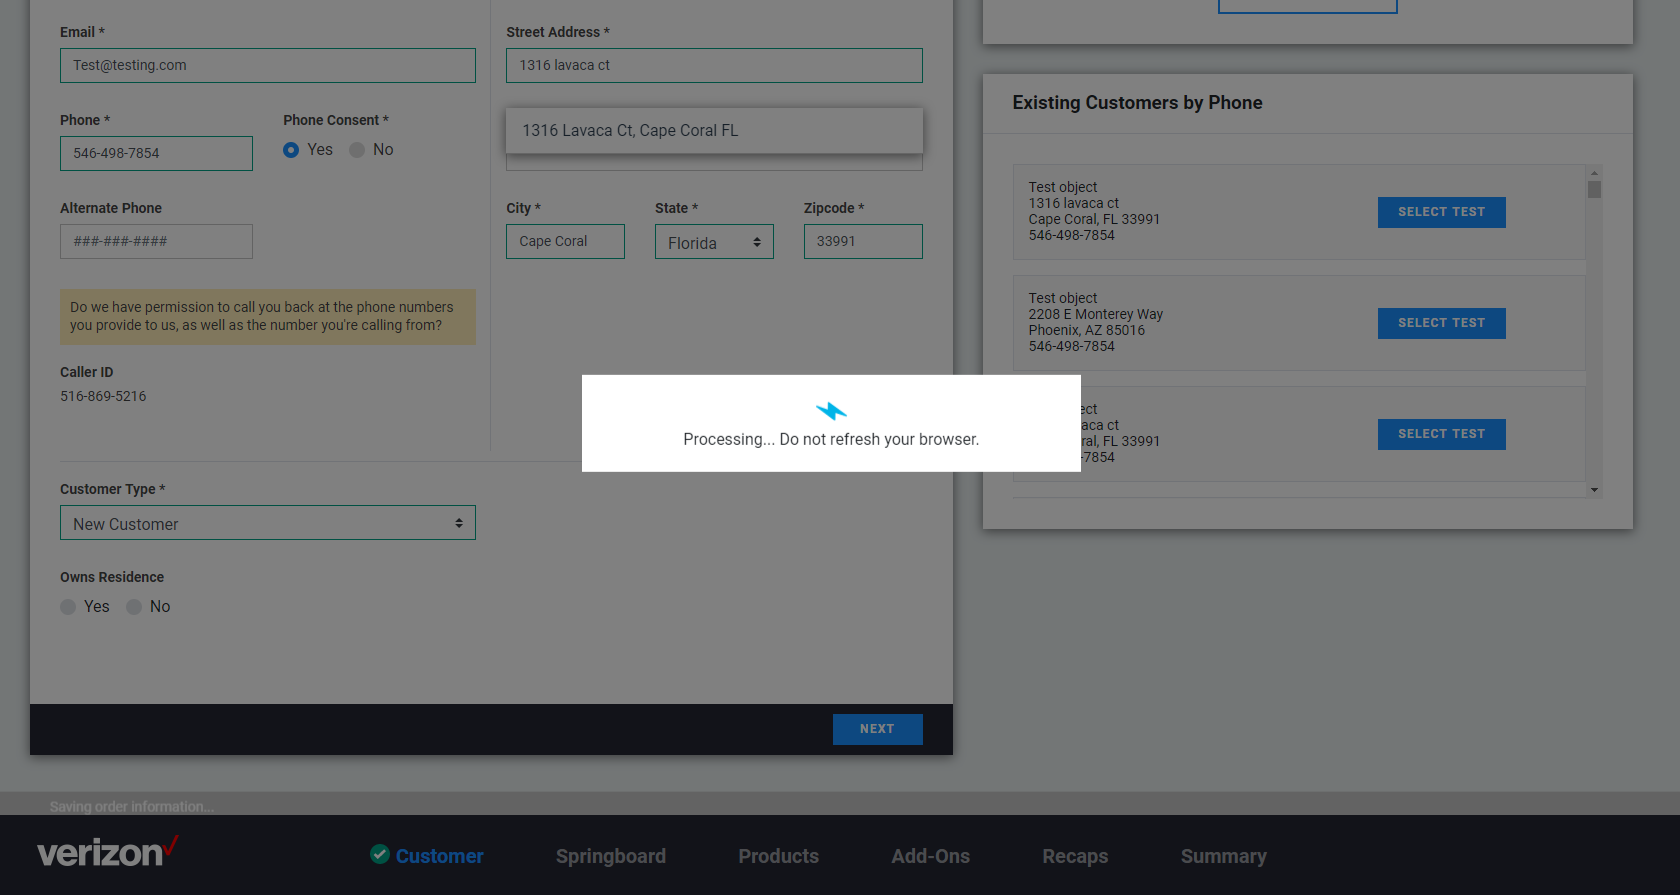 Email *
Test@testing.com
Phone *
Phone Consent *
546-498-7854
Yes
No
Alternate Phone
###-###-####
Do we have permission to call you back at the phone numbers
you provide to us, as well as the number you're calling from?
Caller ID
516-869-5216
Street Address *
1316 lavaca ct
1316 Lavaca Ct, Cape Coral FL
City *
State *
Zipcode *
Cape Coral
Florida
33991
Customer Type *
New Customer
Owns Residence
Yes
No
NEXT
Processing... Do not refresh your browser.
Existing Customers by Phone
Test object
1316 lavaca ct
Cape Coral, FL 33991
546-498-7854
SELECT TEST
Test object
2208 E Monterey Way
Phoenix, AZ 85016
546-498-7854
SELECT TEST
ect
aca ct
ral, FL 33991
-7854
SELECT TEST
Saving order information...
verizon
Customer
Springboard
Products
Add-Ons
Recaps
Summary